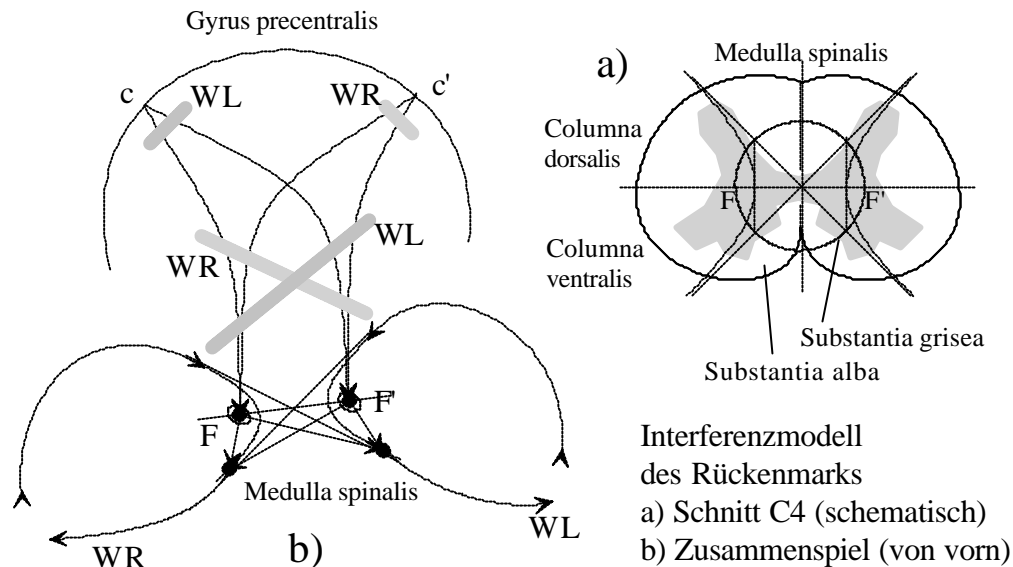 Gyrus precentralis
c
WL
WR
c'
WR
WL
F
F'
Medulla spinalis
WR
WL
b)
a)
Medulla spinalis
Columna
dorsalis
F
F'
Columna
ventralis
Substantia grisea
Substantia alba
Interferenzmodell
des Rückenmarks
a) Schnitt C4 (schematisch)
b) Zusammenspiel (von vorn)